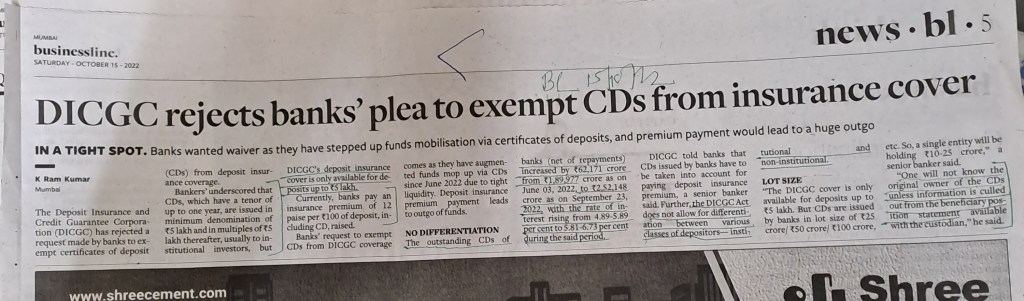 MUMBAI
businessline.
SATURDAY - OCTOBER 15 - 2022
news · bl · 5
BL 15/10/22
DICGC rejects banks' plea to exempt CDs from insurance cover
IN A TIGHT SPOT. Banks wanted waiver as they have stepped up funds mobilisation via certificates of deposits, and premium payment would lead to a huge outgo
K Ram Kumar
Mumbai
The Deposit Insurance and
Credit Guarantee Corpora-
tion (DICGC) has rejected a
request made by banks to ex-
empt certificates of deposit
(CDs) from deposit insur-
ance coverage.
Bankers' underscored that
CDs, which have a tenor of
up to one year, are issued in
minimum denomination of
₹5 lakh and in multiples of ₹5
lakh thereafter, usually to in-
stitutional investors, but
DICGC's deposit insurance
cover is only available for de-
posits up to ₹5 lakh.
Currently, banks pay an
insurance premium of 12
paise per ₹100 of deposit, in-
cluding CD, raised.
Banks' request to exempt
CDs from DICGC coverage
comes as they have augmen-
ted funds mop up via CDs
since June 2022 due to tight
liquidity. Deposit insurance
premium payment leads
to outgo of funds.
NO DIFFERENTIATION
The outstanding CDs of
banks (net of repayments)
increased by ₹62,171 crore
from ₹1,89,977 crore as on
June 03, 2022, to ₹2,52,148
crore as on September 23,
2022, with the rate of in-
terest rising from 4.89-5.89
per cent to 5.81-6.73 per cent
during the said period.
DICGC told banks that
CDs issued by banks have to
be taken into account for
paying deposit insurance
premium, a senior banker
said. Further, the DICGC Act
does not allow for differenti-
ation between various
classes of depositors — insti-
tutional and
non-institutional.
LOT SIZE
"The DICGC cover is only
available for deposits up to
₹5 lakh. But CDs are issued
by banks in lot size of ₹25
crore/ ₹50 crore/ ₹100 crore,
etc. So, a single entity will be
holding ₹10-25 crore," a
senior banker said.
"One will not know the
original owner of the CDs
unless information is culled
out from the beneficiary pos-
ition statement available
with the custodian," he said.
www.shreecement.com
Shree